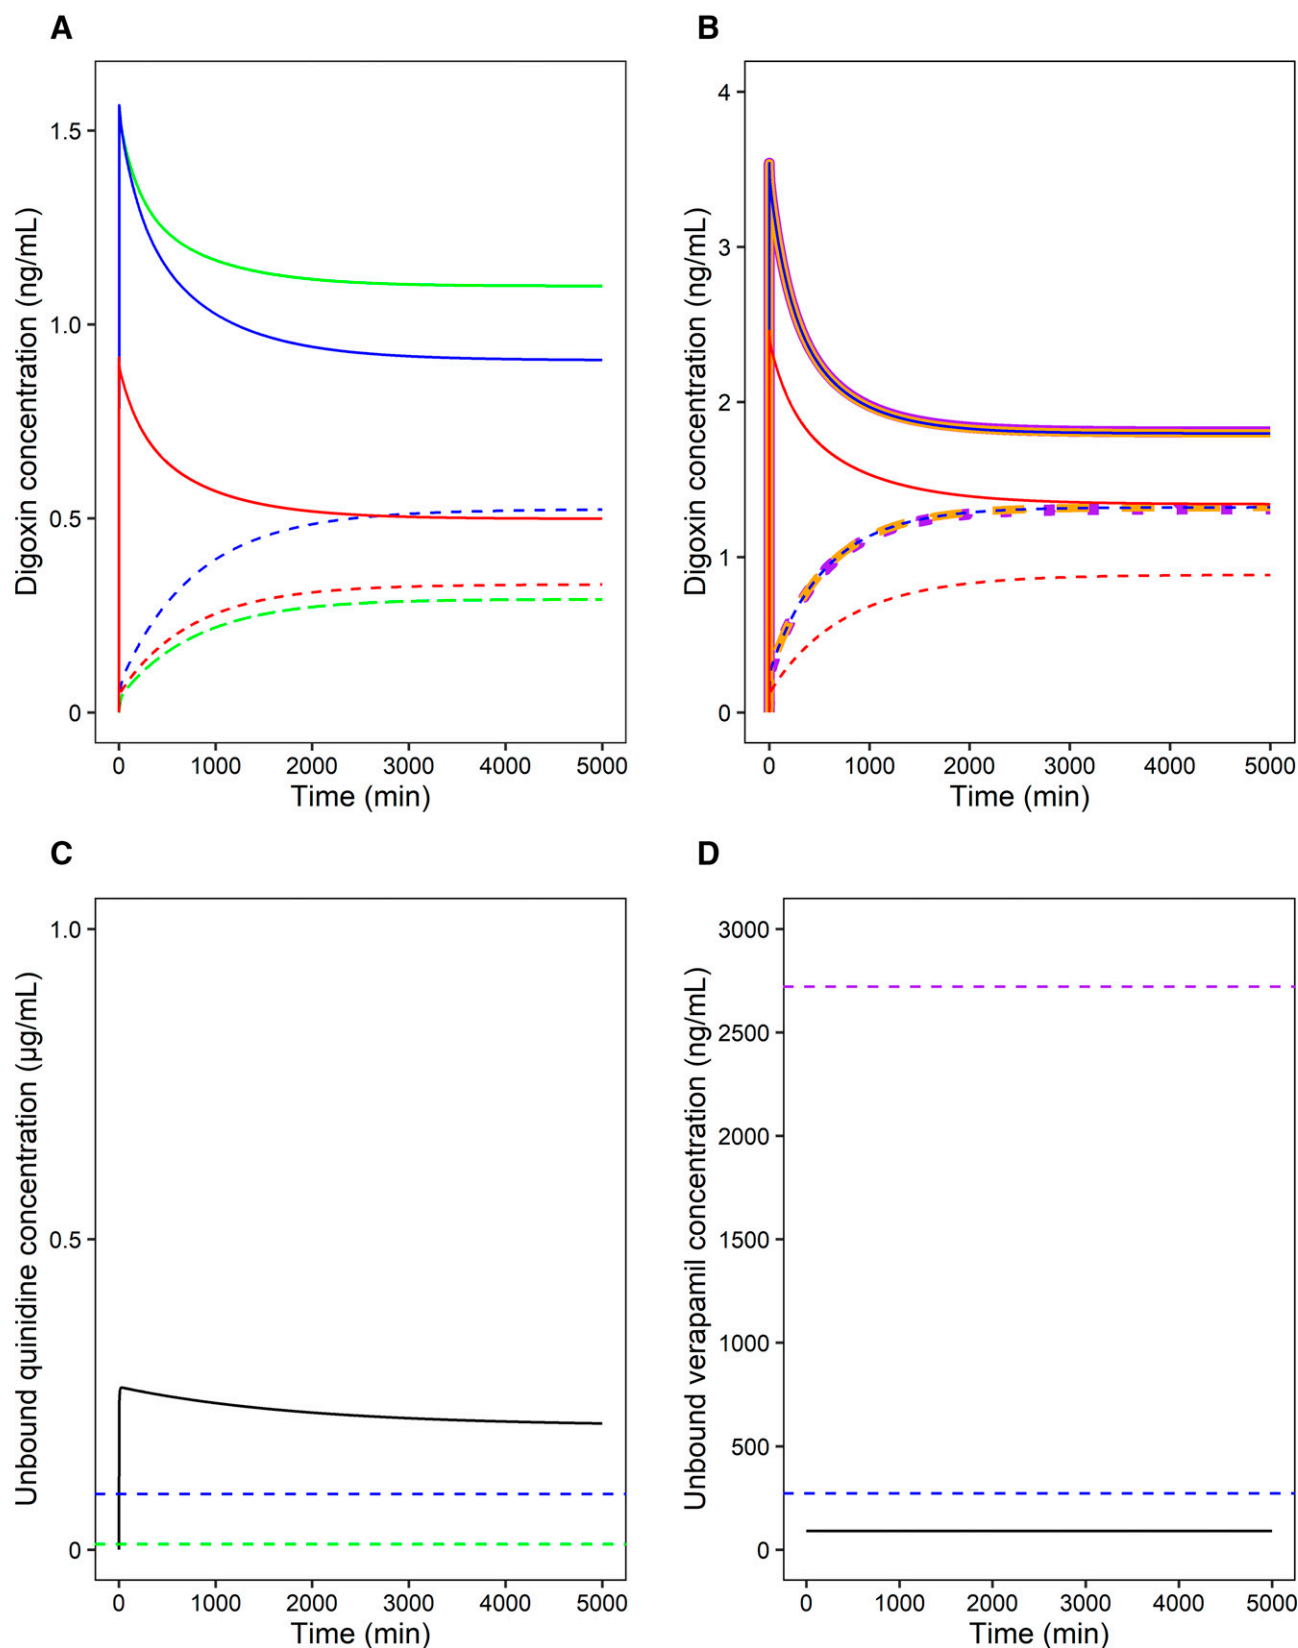 A
Digoxin concentration (ng/mL)
1.5
1.0
0.5
0
0 1000 2000 3000 4000 5000
Time (min)
B
Digoxin concentration (ng/mL)
4
3
2
1
0
0 1000 2000 3000 4000 5000
Time (min)
C
Unbound quinidine concentration (µg/mL)
1.0
0.5
0
0 1000 2000 3000 4000 5000
Time (min)
D
Unbound verapamil concentration (ng/mL)
3000
2500
2000
1500
1000
500
0
0 1000 2000 3000 4000 5000
Time (min)